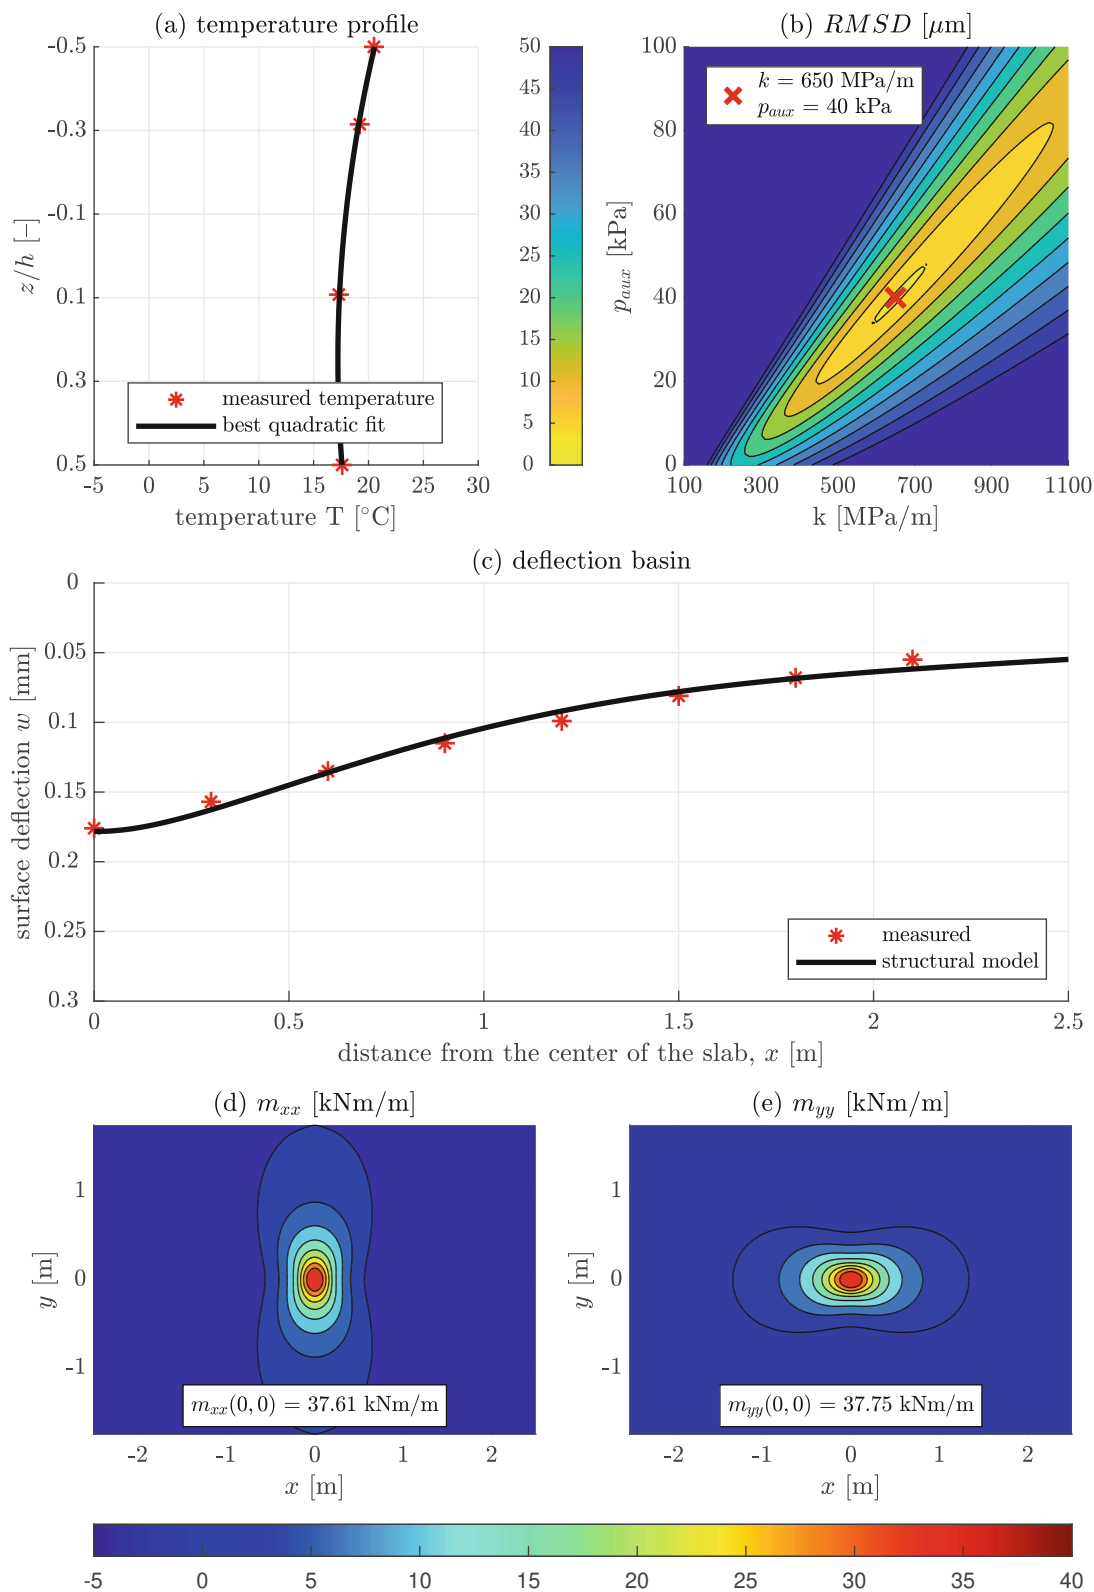 (a) temperature profile
-0.5
-0.3
-0.1
0.1
0.3
0.5
z/h [−]
measured temperature
best quadratic fit
-5 0 5 10 15 20 25 30
temperature T [°C]
50
45
40
35
30
25
20
15
10
5
0
(b) RMSD [μm]
k = 650 MPa/m
p_aux = 40 kPa
100
80
60
40
20
0
p_aux [kPa]
100 300 500 700 900 1100
k [MPa/m]
(c) deflection basin
0
0.05
0.1
0.15
0.2
0.25
0.3
surface deflection w [mm]
measured
structural model
0 0.5 1 1.5 2 2.5
distance from the center of the slab, x [m]
(d) m_xx [kNm/m]
1
0
-1
y [m]
m_xx(0, 0) = 37.61 kNm/m
-2 -1 0 1 2
x [m]
(e) m_yy [kNm/m]
1
0
-1
y [m]
m_yy(0, 0) = 37.75 kNm/m
-2 -1 0 1 2
x [m]
-5 0 5 10 15 20 25 30 35 40